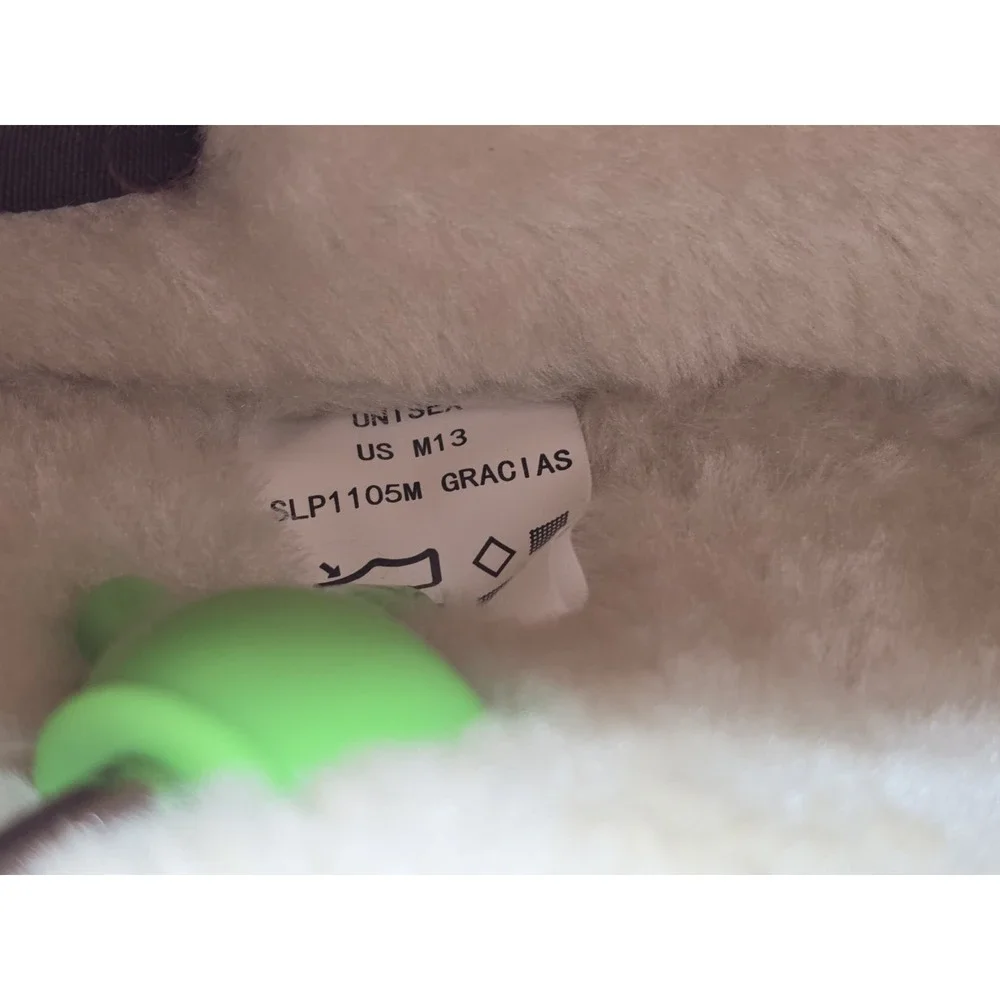 UNISEX
US M13
SLP1105M GRACIAS